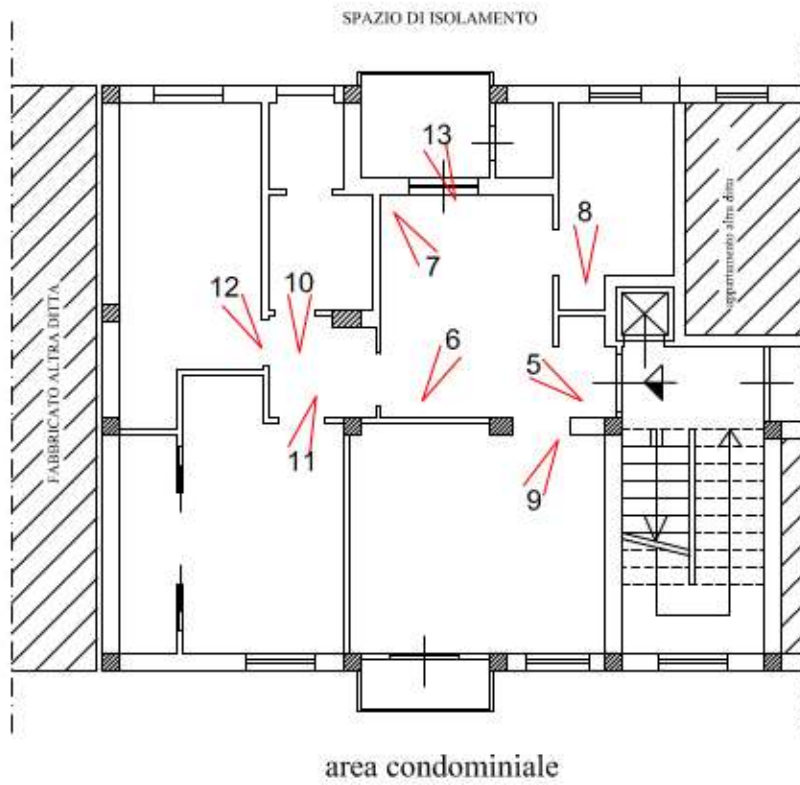 SPAZIO DI ISOLAMENTO
13
8
7
appartamento altra ditta
12
10
6
5
FABBRICATO ALTRA DITTA
11
9
area condominiale